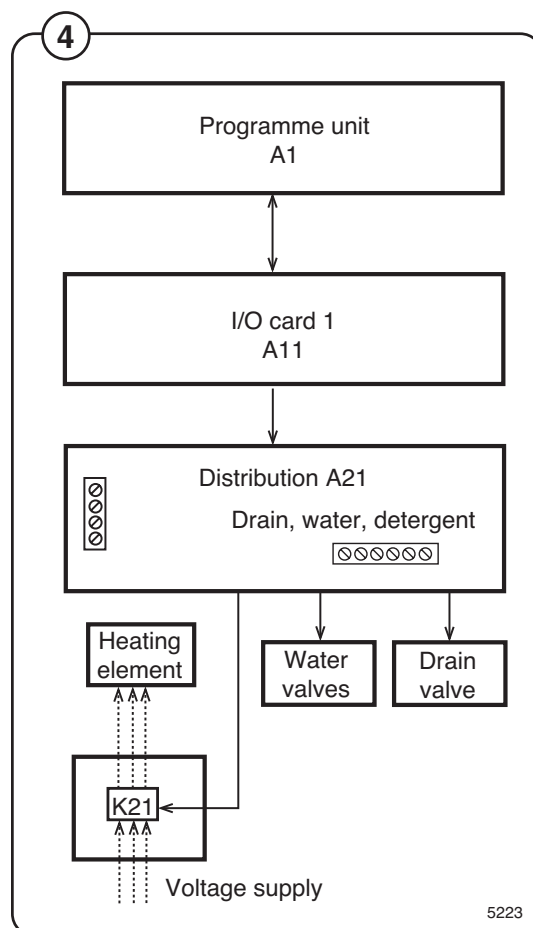 4
Programme unit
A1
I/O card 1
A11
Distribution A21
Drain, water, detergent
Heating
element
Water
valves
Drain
valve
K21
Voltage supply
5223